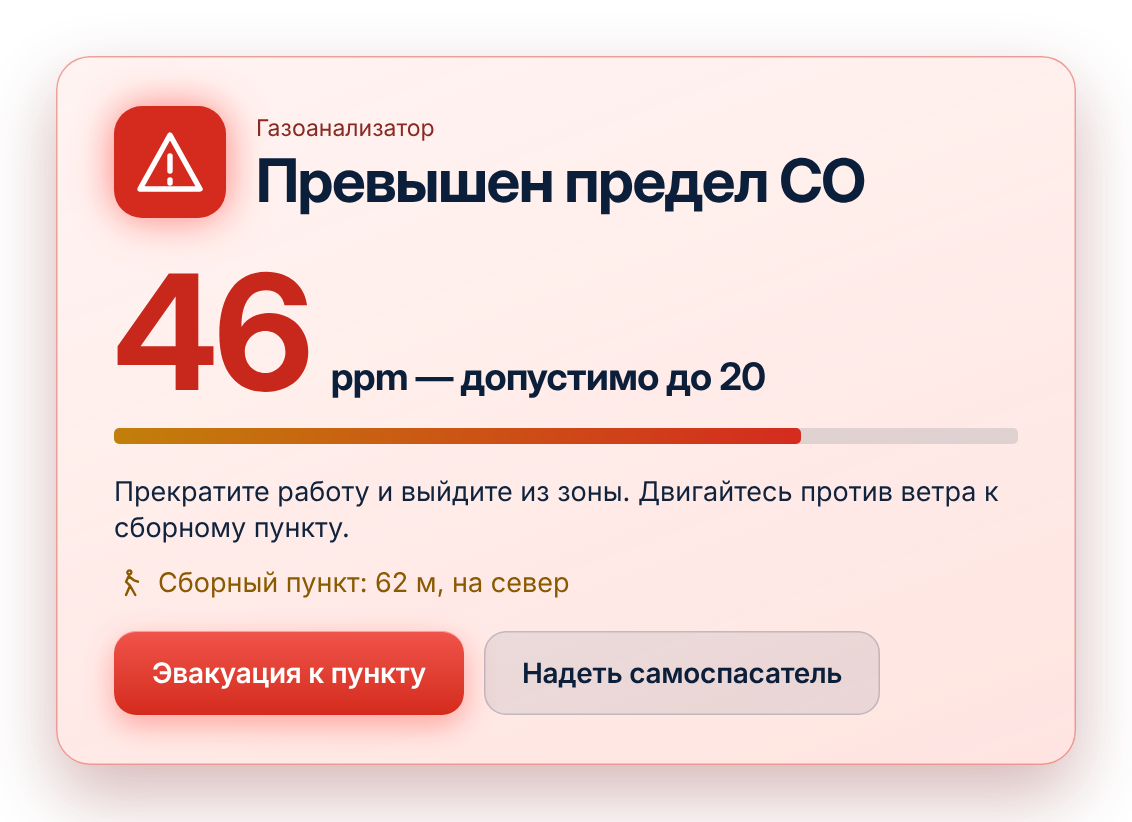 Газоанализатор
Превышен предел CO
46 ppm — допустимо до 20
Прекратите работу и выйдите из зоны. Двигайтесь против ветра к
сборному пункту.
Сборный пункт: 62 м, на север
Эвакуация к пункту
Надеть самоспасатель